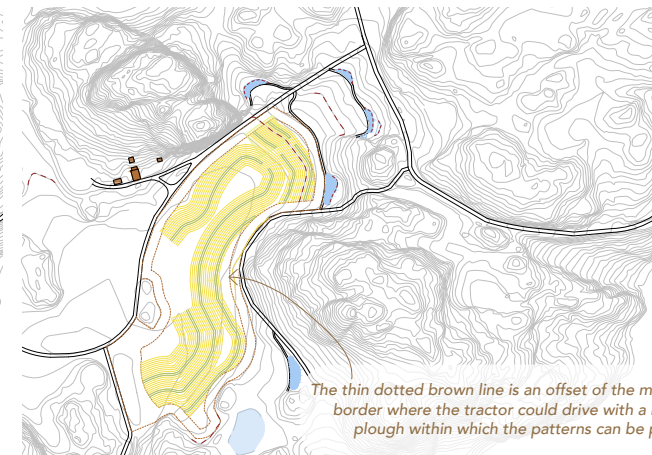 The thin dotted brown line is an offset of the m
border where the tractor could drive with a
plough within which the patterns can be p